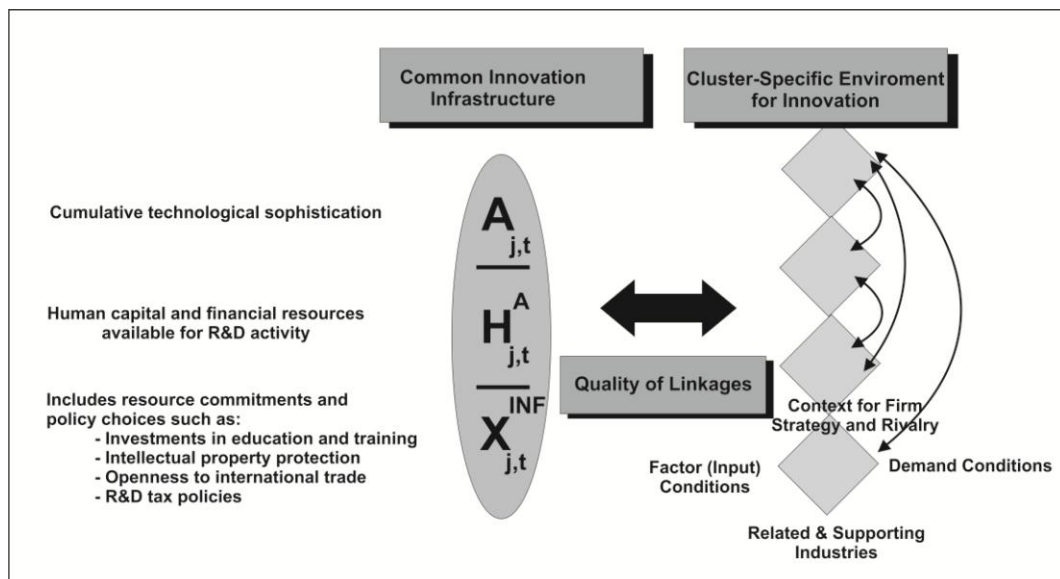 Common Innovation
Infrastructure
Cluster-Specific Enviroment
for Innovation
Cumulative technological sophistication
A j,t
Human capital and financial resources
available for R&D activity
H A j,t
Quality of Linkages
Includes resource commitments and
policy choices such as:
- Investments in education and training
- Intellectual property protection
- Openness to international trade
- R&D tax policies
X INF j,t
Context for Firm
Strategy and Rivalry
Factor (Input)
Conditions
Demand Conditions
Related & Supporting
Industries